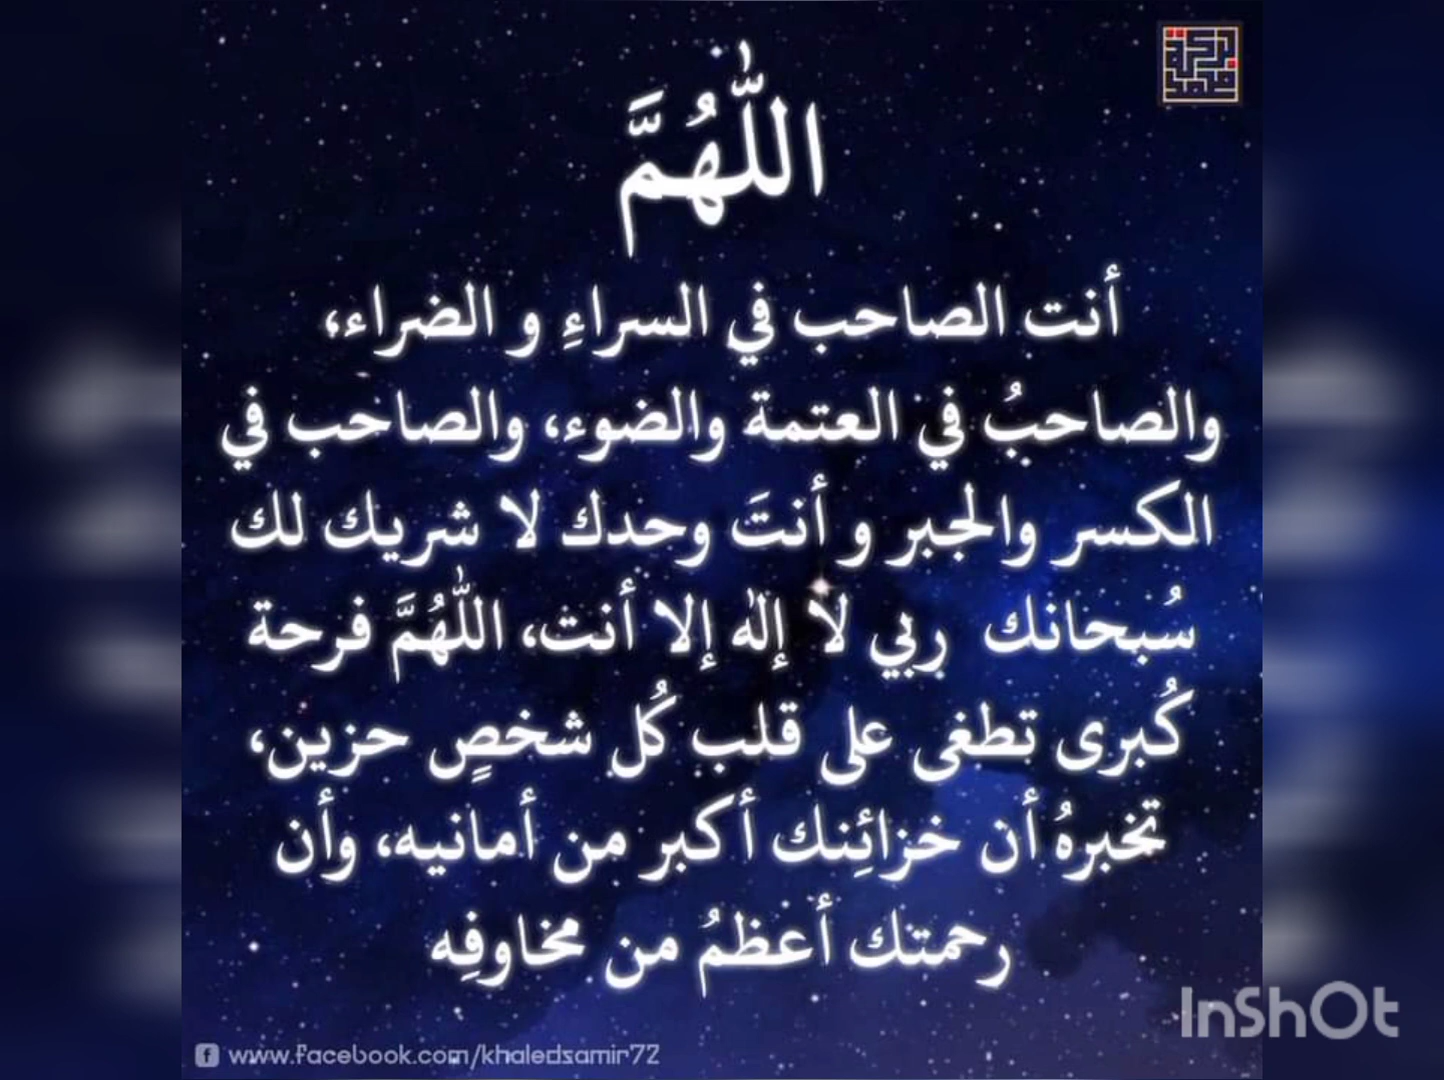 اللّٰهُمَّ
أنت الصاحب في السراءِ و الضراء،
والصاحبُ في العتمة والضوء، والصاحب في
الكسر والجبر و أنتَ وحدك لا شريك لك
سُبحانك ربي لا إلٰه إلا أنت، اللّٰهُمَّ فرحة
كُبرى تطغى على قلب كُل شخصٍ حزين،
تخبرهُ أن خزائِنك أكبر من أمانيه، وأن
رحمتك أعظمُ من مخاوفِه
www.facebook.com/khaledsamir72
InShOt